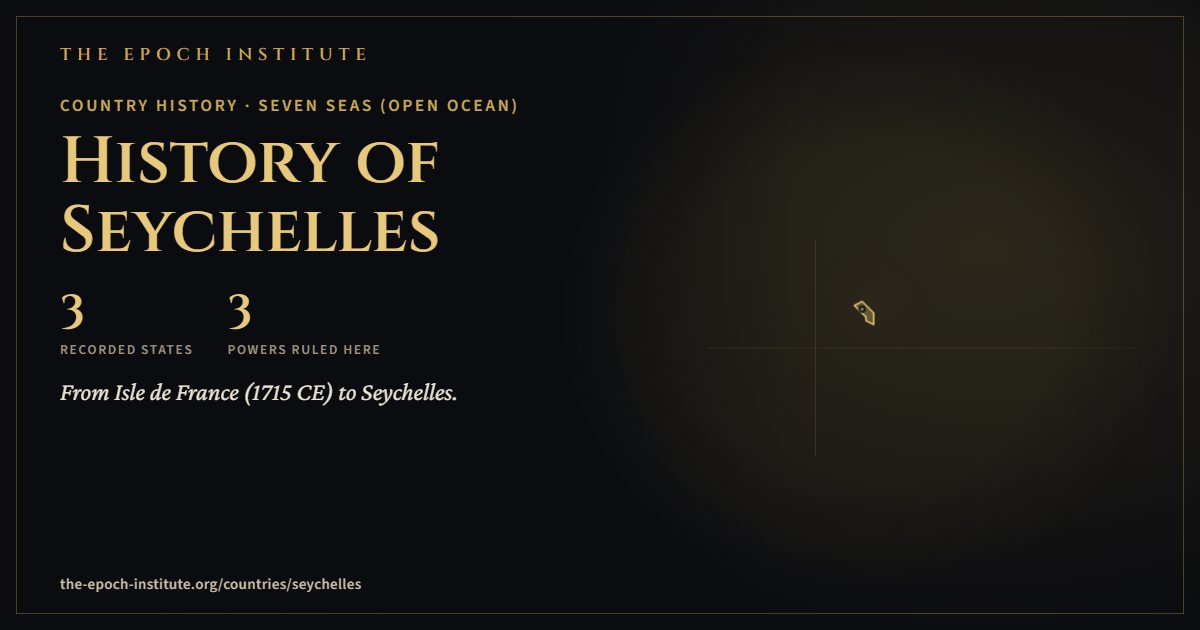 THE EPOCH INSTITUTE
COUNTRY HISTORY · SEVEN SEAS (OPEN OCEAN)
History of
Seychelles
3 3
RECORDED STATES POWERS RULED HERE
From Isle de France (1715 CE) to Seychelles.
the-epoch-institute.org/countries/seychelles